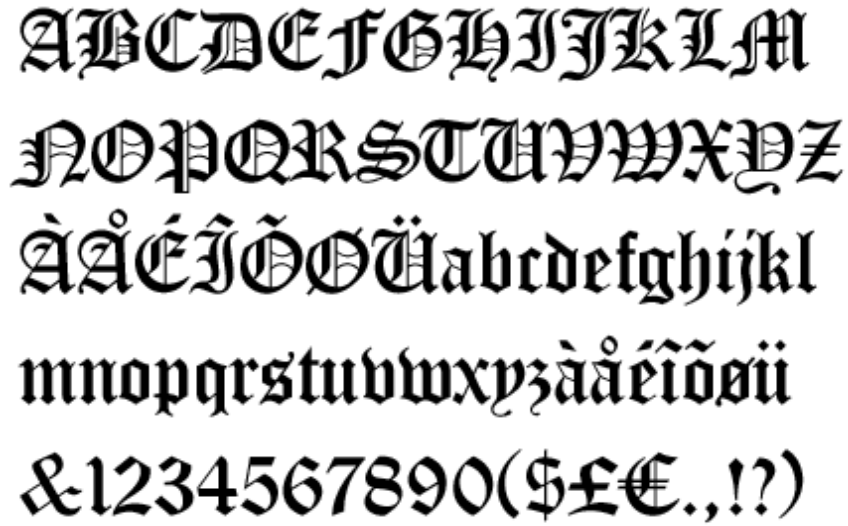 ABCDEFGHIJKLM
NOPQRSTUVWXYZ
ÀÅÉÎÕØÜabcdefghijkl
mnopqrstuvwxyzàåéîõøü
&1234567890($£€.,!?)